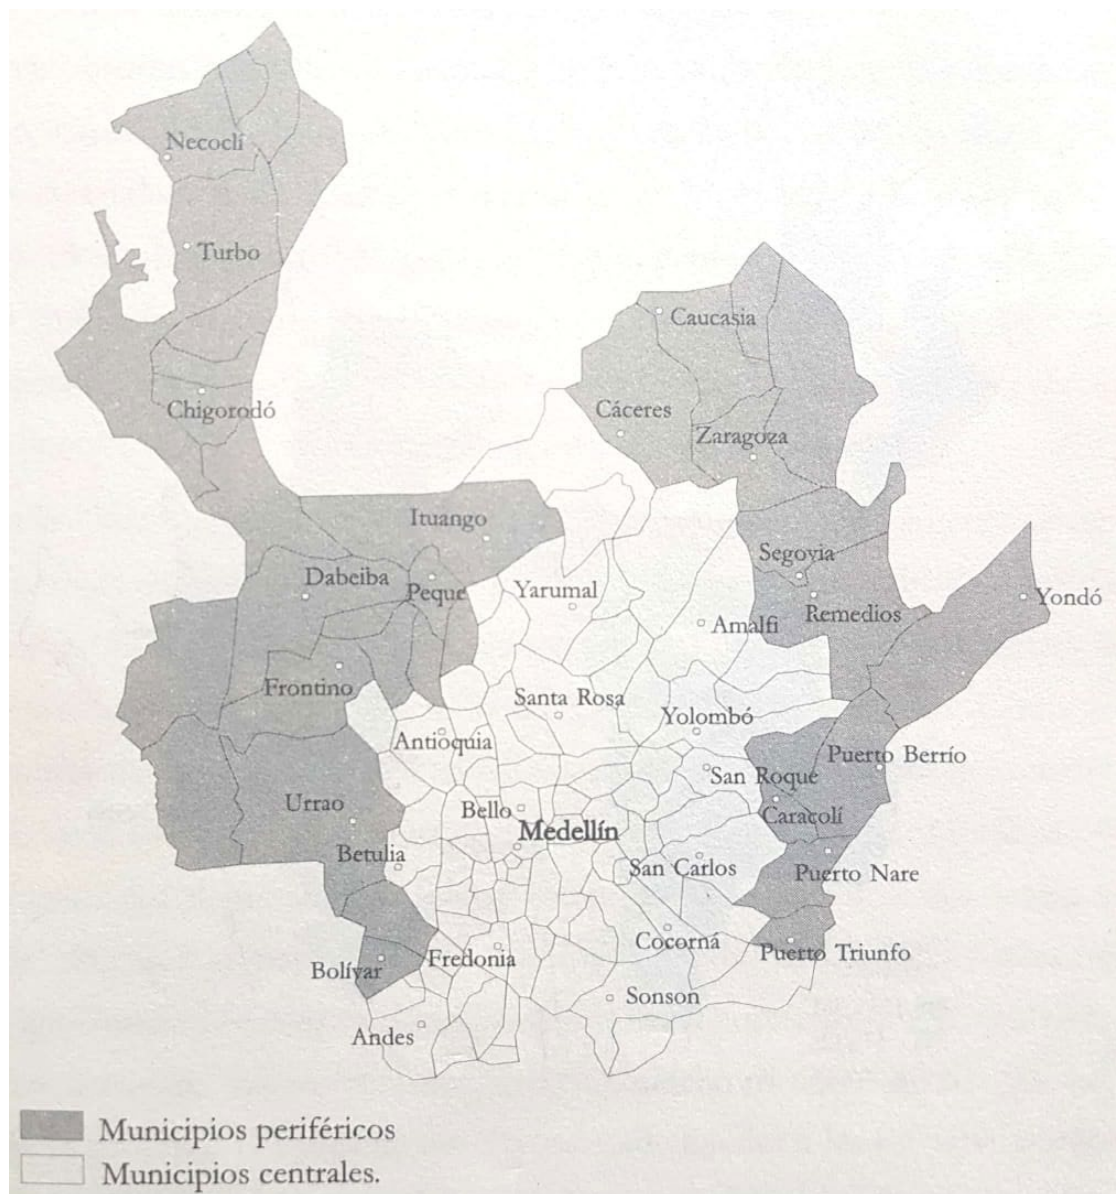 Necoclí
Turbo
Caucasia
Chigorodó
Cáceres
Zaragoza
Ituango
Segovia
Dabeiba
Peque
Yarumal
Yondó
Remedios
Amalfi
Frontino
Santa Rosa
Yolombó
Antioquia
Puerto Berrío
San Roque
Urrao
Bello
Caracolí
Medellín
Betulia
San Carlos
Puerto Nare
Cocorná
Puerto Triunfo
Fredonia
Bolívar
Sonson
Andes
Municipios periféricos
Municipios centrales.